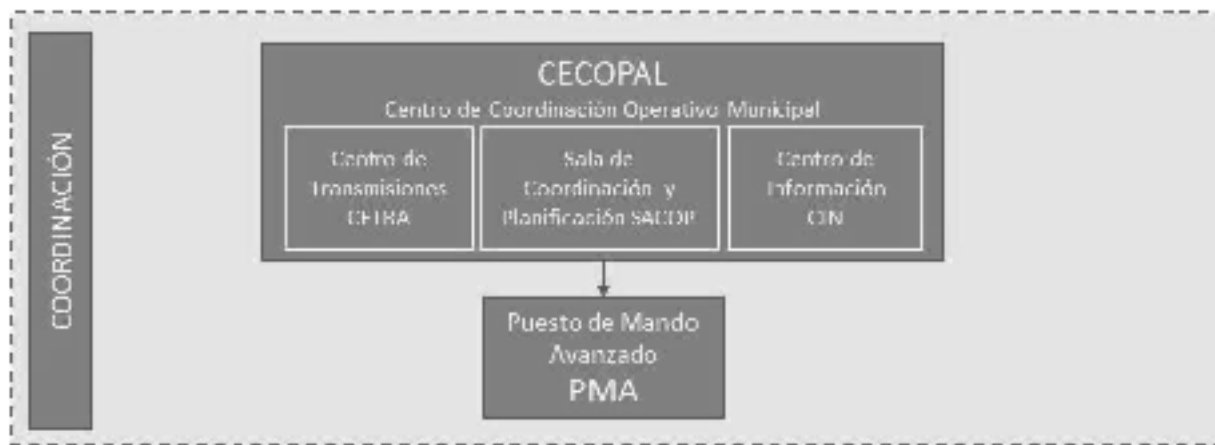 COORDINACIÓN
CECOPAL
Centro de Coordinación Operativo Municipal
Centro de
Transmisiones
CETRA
Sala de
Coordinación y
Planificación SACOP
Centro de
Información
CIN
Puesto de Mando
Avanzado
PMA